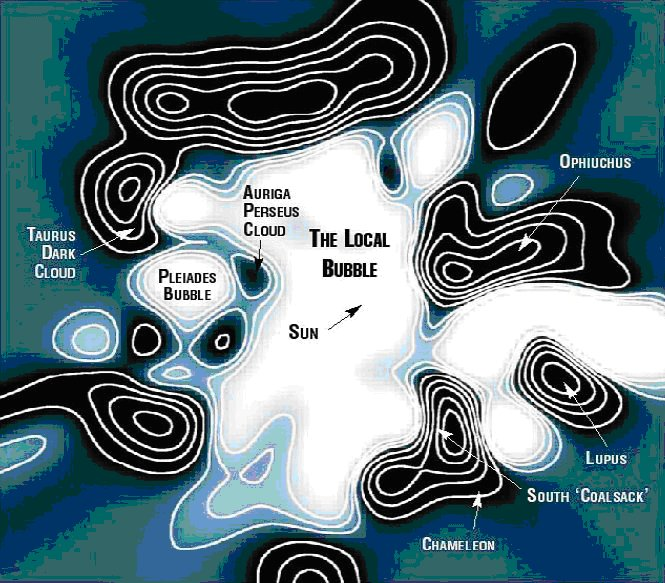 OPHIUCHUS
AURIGA
PERSEUS
CLOUD
TAURUS
DARK
CLOUD
THE LOCAL
BUBBLE
PLEIADES
BUBBLE
SUN
LUPUS
SOUTH ‘COALSACK’
CHAMELEON